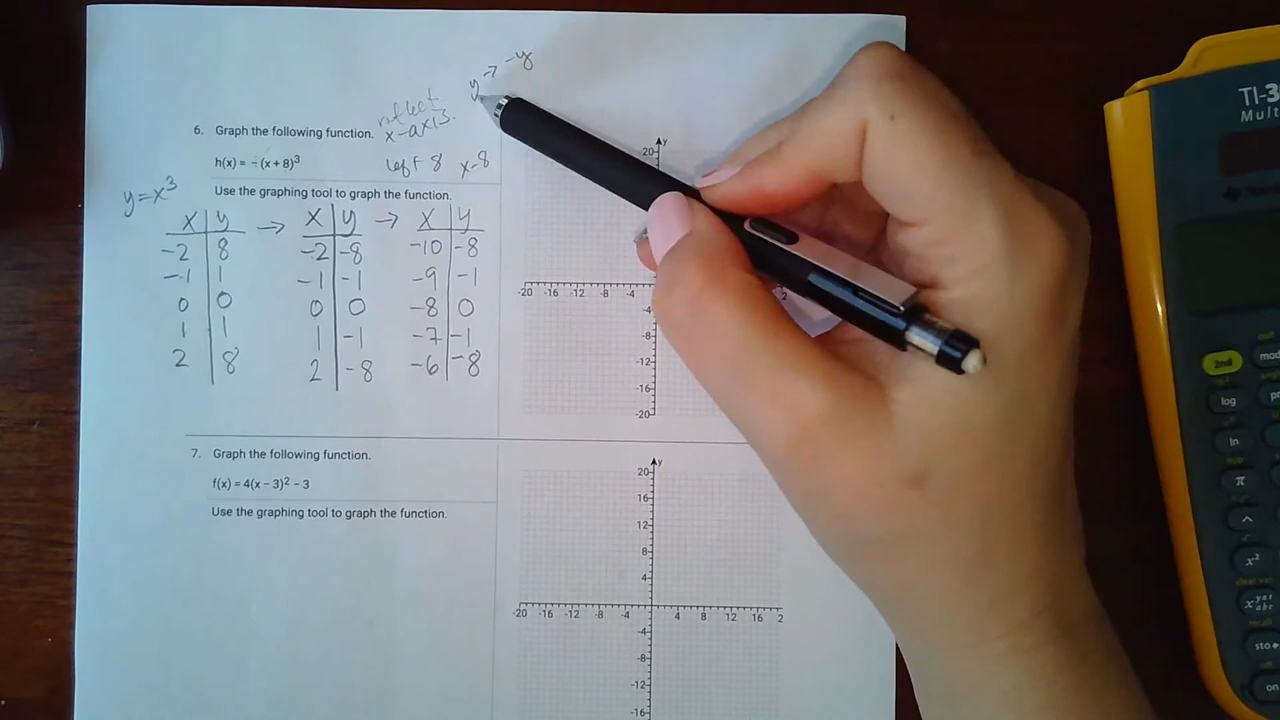 y → -y
reflect
x-axis.
6. Graph the following function.
h(x) = -(x+8)³
left 8 x-8
Use the graphing tool to graph the function.
y=x³
x y → x y → x y
-2 8 -2 -8 -10 -8
-1 1 -1 -1 -9 -1
0 0 0 0 -8 0
1 1 1 -1 -7 -1
2 8 2 -8 -6 -8
y
20
-20 -16 -12 -8 -4
-4
-8
-12
-16
-20
7. Graph the following function.
f(x) = 4(x-3)² - 3
Use the graphing tool to graph the function.
y
20
16
12
8
4
-20 -16 -12 -8 -4 4 8 12 16 2
-4
-8
-12
-16
TI-3
Mult
2nd
log
ln
π
^
x²
sto
on